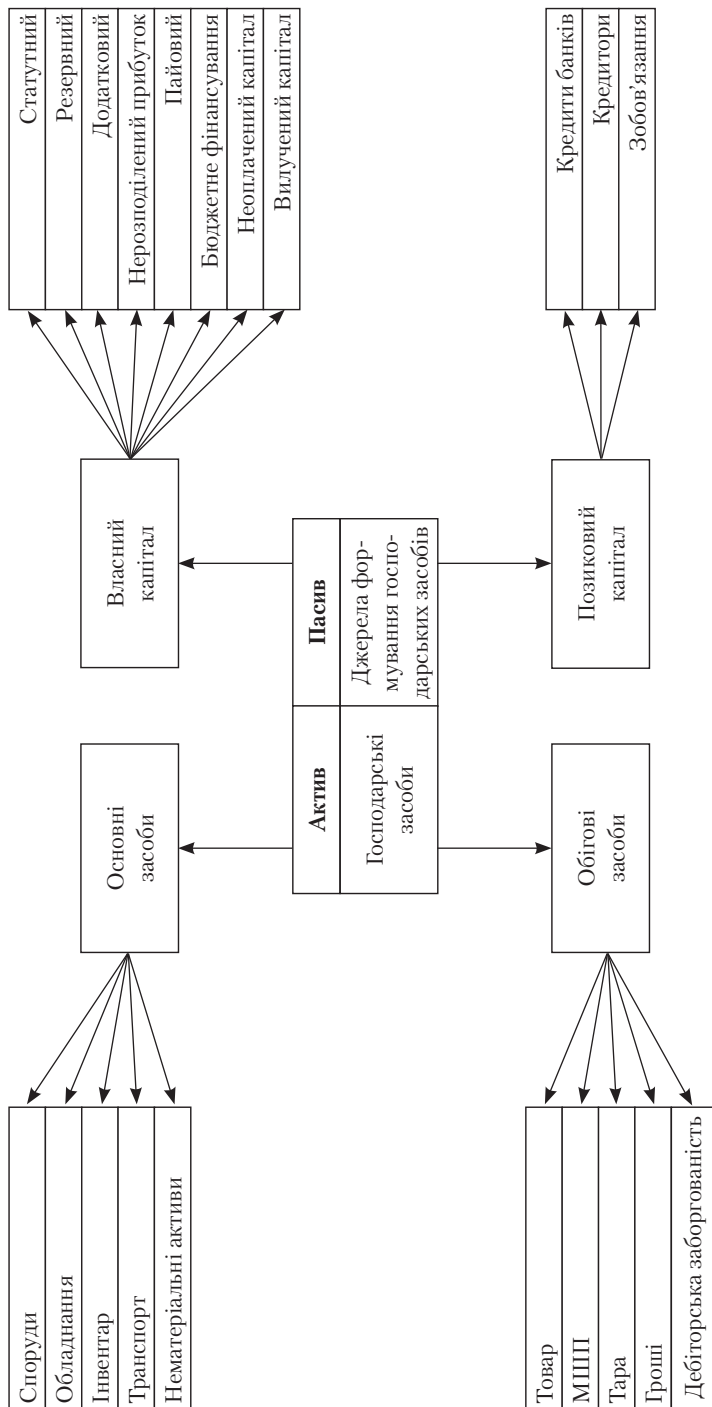 Споруди
Обладнання
Інвентар
Транспорт
Нематеріальні активи
Основні
засоби
Власний
капітал
Статутний
Резервний
Додатковий
Нерозподілений прибуток
Пайовий
Бюджетне фінансування
Неоплачений капітал
Вилучений капітал
Актив
Пасив
Господарські
засоби
Джерела фор-
мування госпо-
дарських засобів
Товар
МШП
Тара
Гроші
Дебіторська заборгованість
Обігові
засоби
Позиковий
капітал
Кредити банків
Кредитори
Зобов'язання